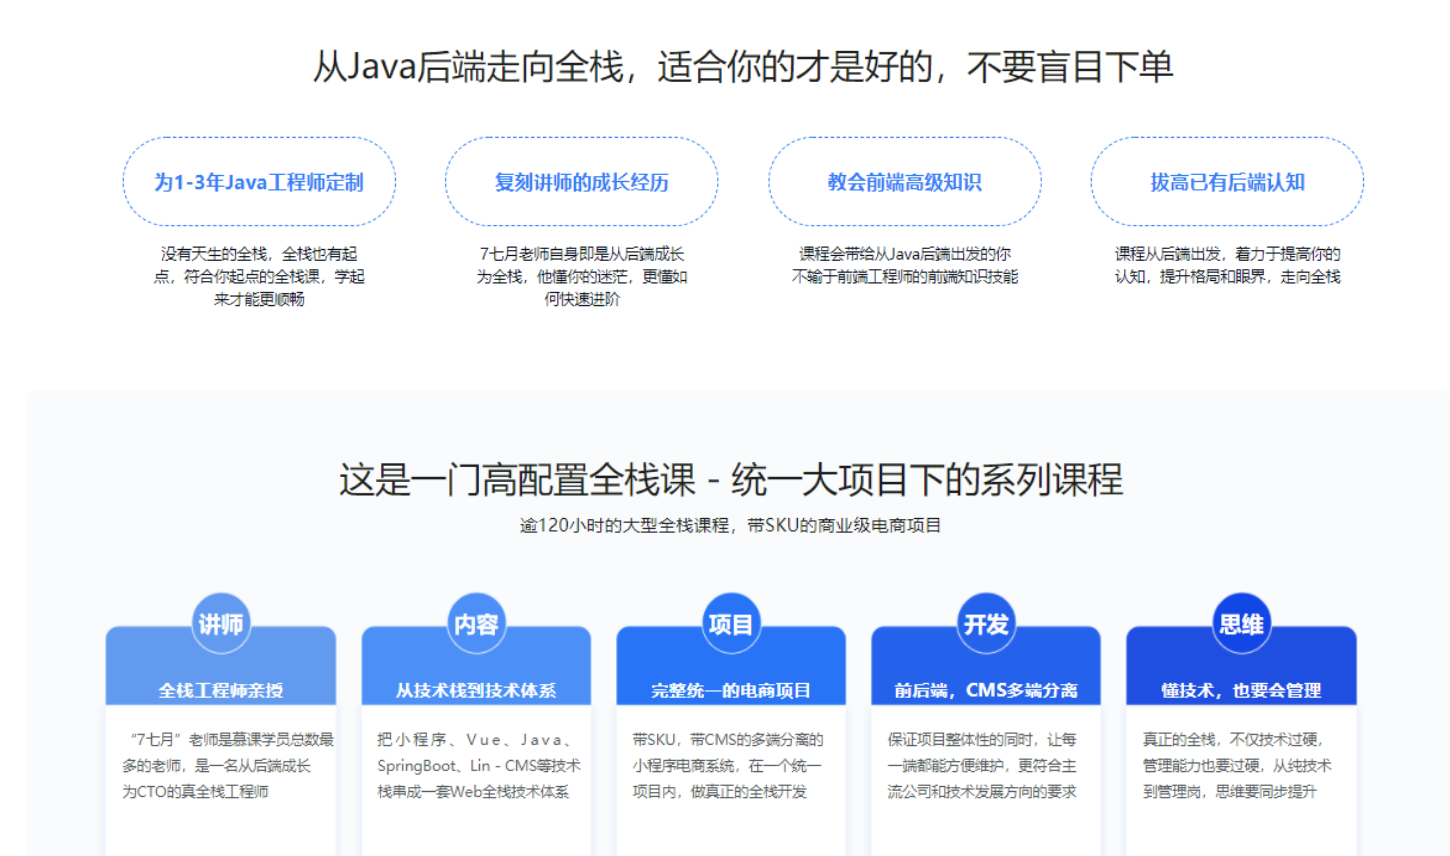 从Java后端走向全栈，适合你的才是好的，不要盲目下单
为1-3年Java工程师定制
没有天生的全栈，全栈也有起
点，符合你起点的全栈课，学起
来才能更顺畅
复刻讲师的成长经历
7七月老师自身即是从后端成长
为全栈，他懂你的迷茫，更懂如
何快速进阶
教会前端高级知识
课程会带给从Java后端出发的你
不输于前端工程师的前端知识技能
拔高已有后端认知
课程从后端出发，着力于提高你的
认知，提升格局和眼界，走向全栈
这是一门高配置全栈课 - 统一大项目下的系列课程
逾120小时的大型全栈课程，带SKU的商业级电商项目
讲师
全栈工程师亲授
“7七月”老师是慕课学员总数最
多的老师，是一名从后端成长
为CTO的真全栈工程师
内容
从技术栈到技术体系
把小程序、Vue、Java、
SpringBoot、Lin - CMS等技术
栈串成一套Web全栈技术体系
项目
完整统一的电商项目
带SKU，带CMS的多端分离的
小程序电商系统，在一个统一
项目内，做真正的全栈开发
开发
前后端，CMS多端分离
保证项目整体性的同时，让每
一端都能方便维护，更符合主
流公司和技术发展方向的要求
思维
懂技术，也要会管理
真正的全栈，不仅技术过硬，
管理能力也要过硬，从纯技术
到管理岗，思维要同步提升